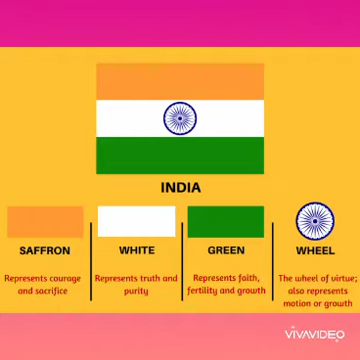 INDIA
SAFFRON
Represents courage
and sacrifice
WHITE
Represents truth and
purity
GREEN
Represents faith,
fertility and growth
WHEEL
The wheel of virtue;
also represents
motion or growth
VIVAVIDEO